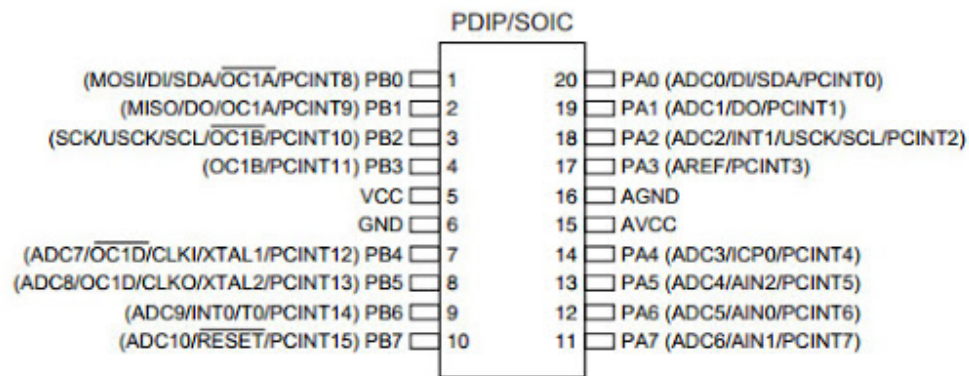 PDIP/SOIC
(MOSI/DI/SDA/OC1A/PCINT8) PB0 1 20 PA0 (ADC0/DI/SDA/PCINT0)
(MISO/DO/OC1A/PCINT9) PB1 2 19 PA1 (ADC1/DO/PCINT1)
(SCK/USCK/SCL/OC1B/PCINT10) PB2 3 18 PA2 (ADC2/INT1/USCK/SCL/PCINT2)
(OC1B/PCINT11) PB3 4 17 PA3 (AREF/PCINT3)
VCC 5 16 AGND
GND 6 15 AVCC
(ADC7/OC1D/CLKI/XTAL1/PCINT12) PB4 7 14 PA4 (ADC3/ICP0/PCINT4)
(ADC8/OC1D/CLKO/XTAL2/PCINT13) PB5 8 13 PA5 (ADC4/AIN2/PCINT5)
(ADC9/INT0/T0/PCINT14) PB6 9 12 PA6 (ADC5/AIN0/PCINT6)
(ADC10/RESET/PCINT15) PB7 10 11 PA7 (ADC6/AIN1/PCINT7)